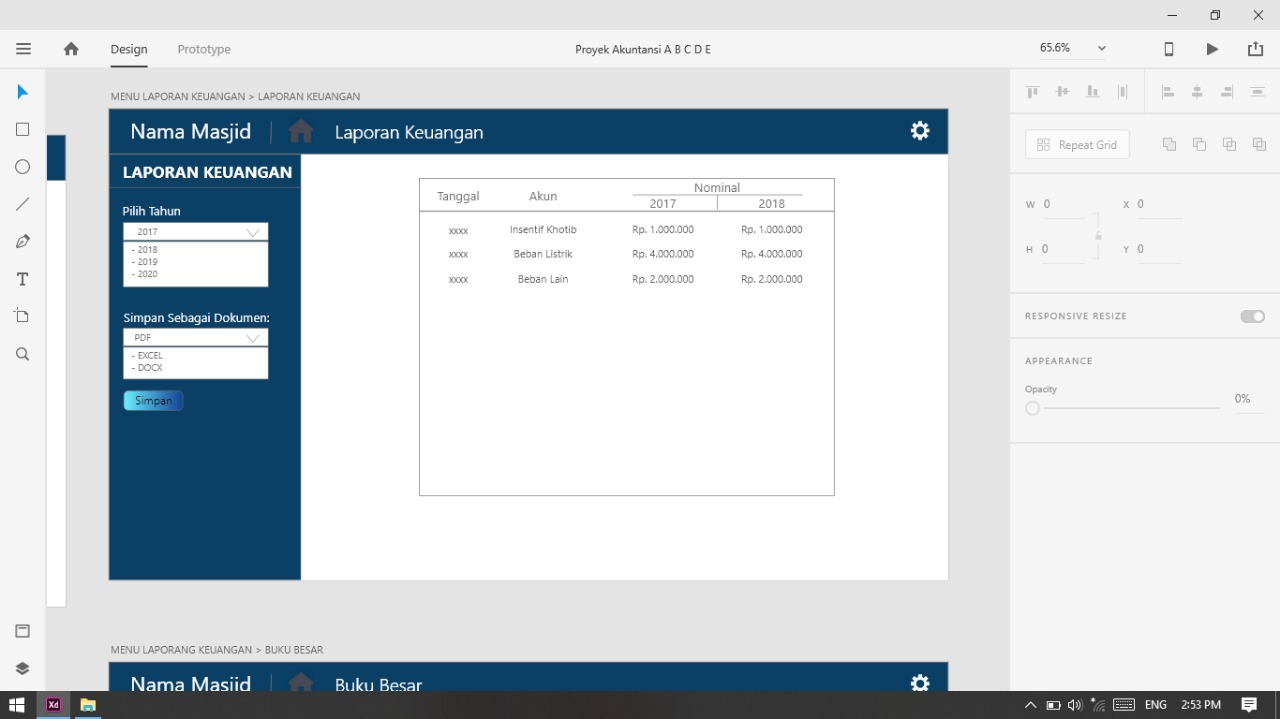 Design Prototype Proyek Akuntansi A B C D E 65.6%
MENU LAPORAN KEUANGAN > LAPORAN KEUANGAN
Nama Masjid Laporan Keuangan
LAPORAN KEUANGAN
Pilih Tahun
2017
- 2018
- 2019
- 2020
Simpan Sebagai Dokumen:
PDF
- EXCEL
- DOCX
Simpan
Tanggal Akun Nominal
2017 2018
xxxx Insentif Khotib Rp. 1.000.000 Rp. 1.000.000
xxxx Beban Listrik Rp. 4.000.000 Rp. 4.000.000
xxxx Beban Lain Rp. 2.000.000 Rp. 2.000.000
Repeat Grid
W 0 X 0
H 0 Y 0
RESPONSIVE RESIZE
APPEARANCE
Opacity
0%
MENU LAPORANG KEUANGAN > BUKU BESAR
Nama Masjid Buku Besar
T
Xd ENG 2:53 PM